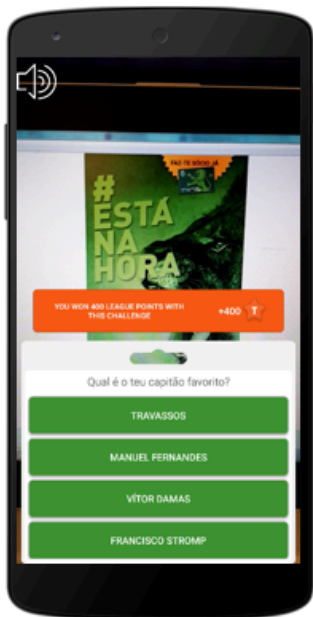 FAZ-TE SÓCIO JÁ
#
ESTÁ
NA
HORA
YOU WON 400 LEAGUE POINTS WITH
THIS CHALLENGE
+400
T
Qual é o teu capitão favorito?
TRAVASSOS
MANUEL FERNANDES
VÍTOR DAMAS
FRANCISCO STROMP